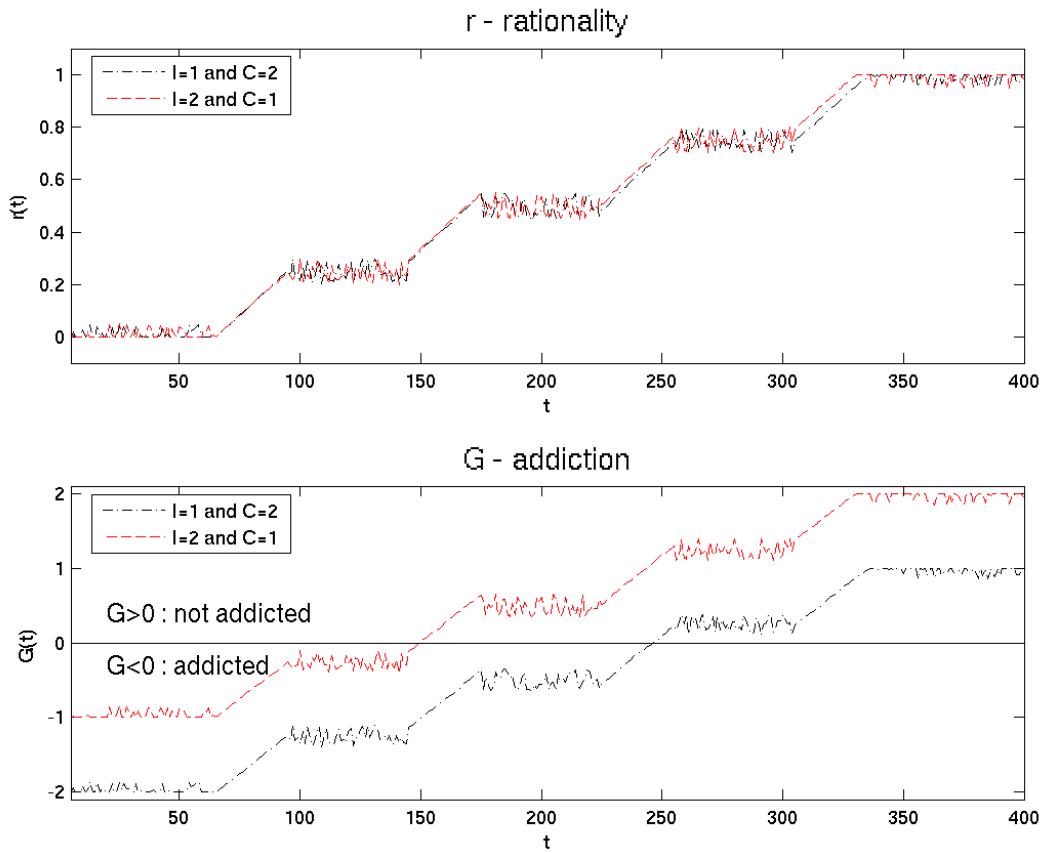 r - rationality
I=1 and C=2
I=2 and C=1
1
0.8
0.6
0.4
0.2
0
r(t)
50 100 150 200 250 300 350 400
t
G - addiction
I=1 and C=2
I=2 and C=1
2
1
0
-1
-2
G(t)
G>0 : not addicted
G<0 : addicted
50 100 150 200 250 300 350 400
t